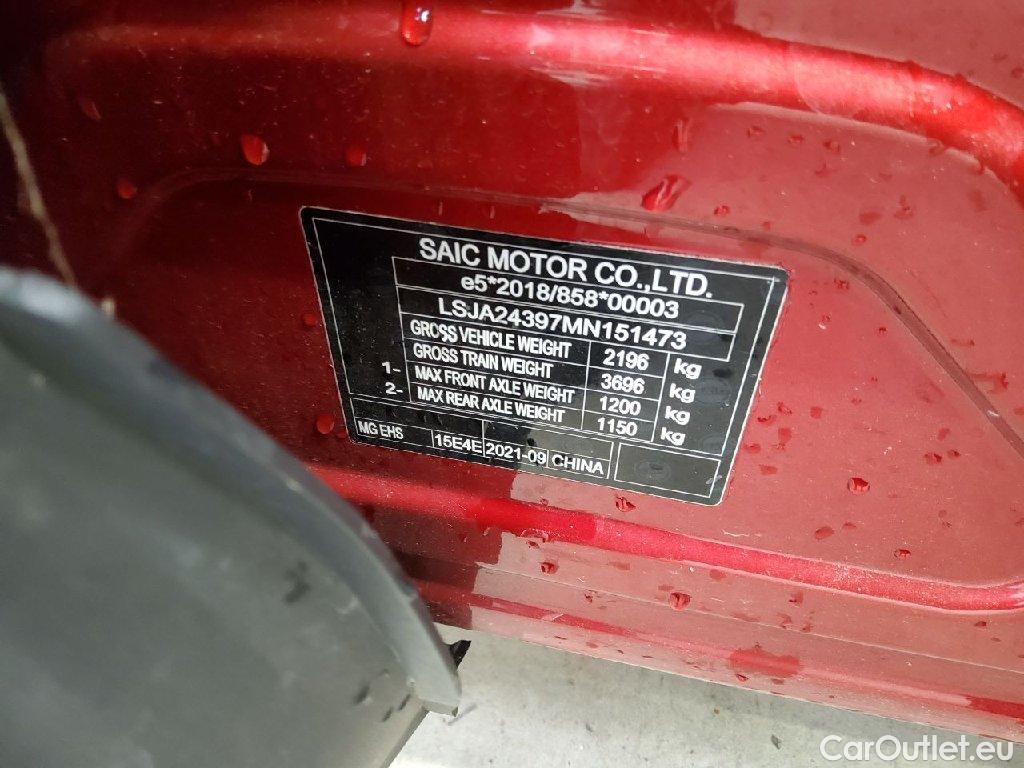 SAIC MOTOR CO.,LTD.
e5*2018/858*00003
LSJA24397MN151473
GROSS VEHICLE WEIGHT 2196 kg
GROSS TRAIN WEIGHT 3696 kg
1- MAX FRONT AXLE WEIGHT 1200 kg
2- MAX REAR AXLE WEIGHT 1150 kg
MG EHS 15E4E 2021-09 CHINA
CarOutlet.eu